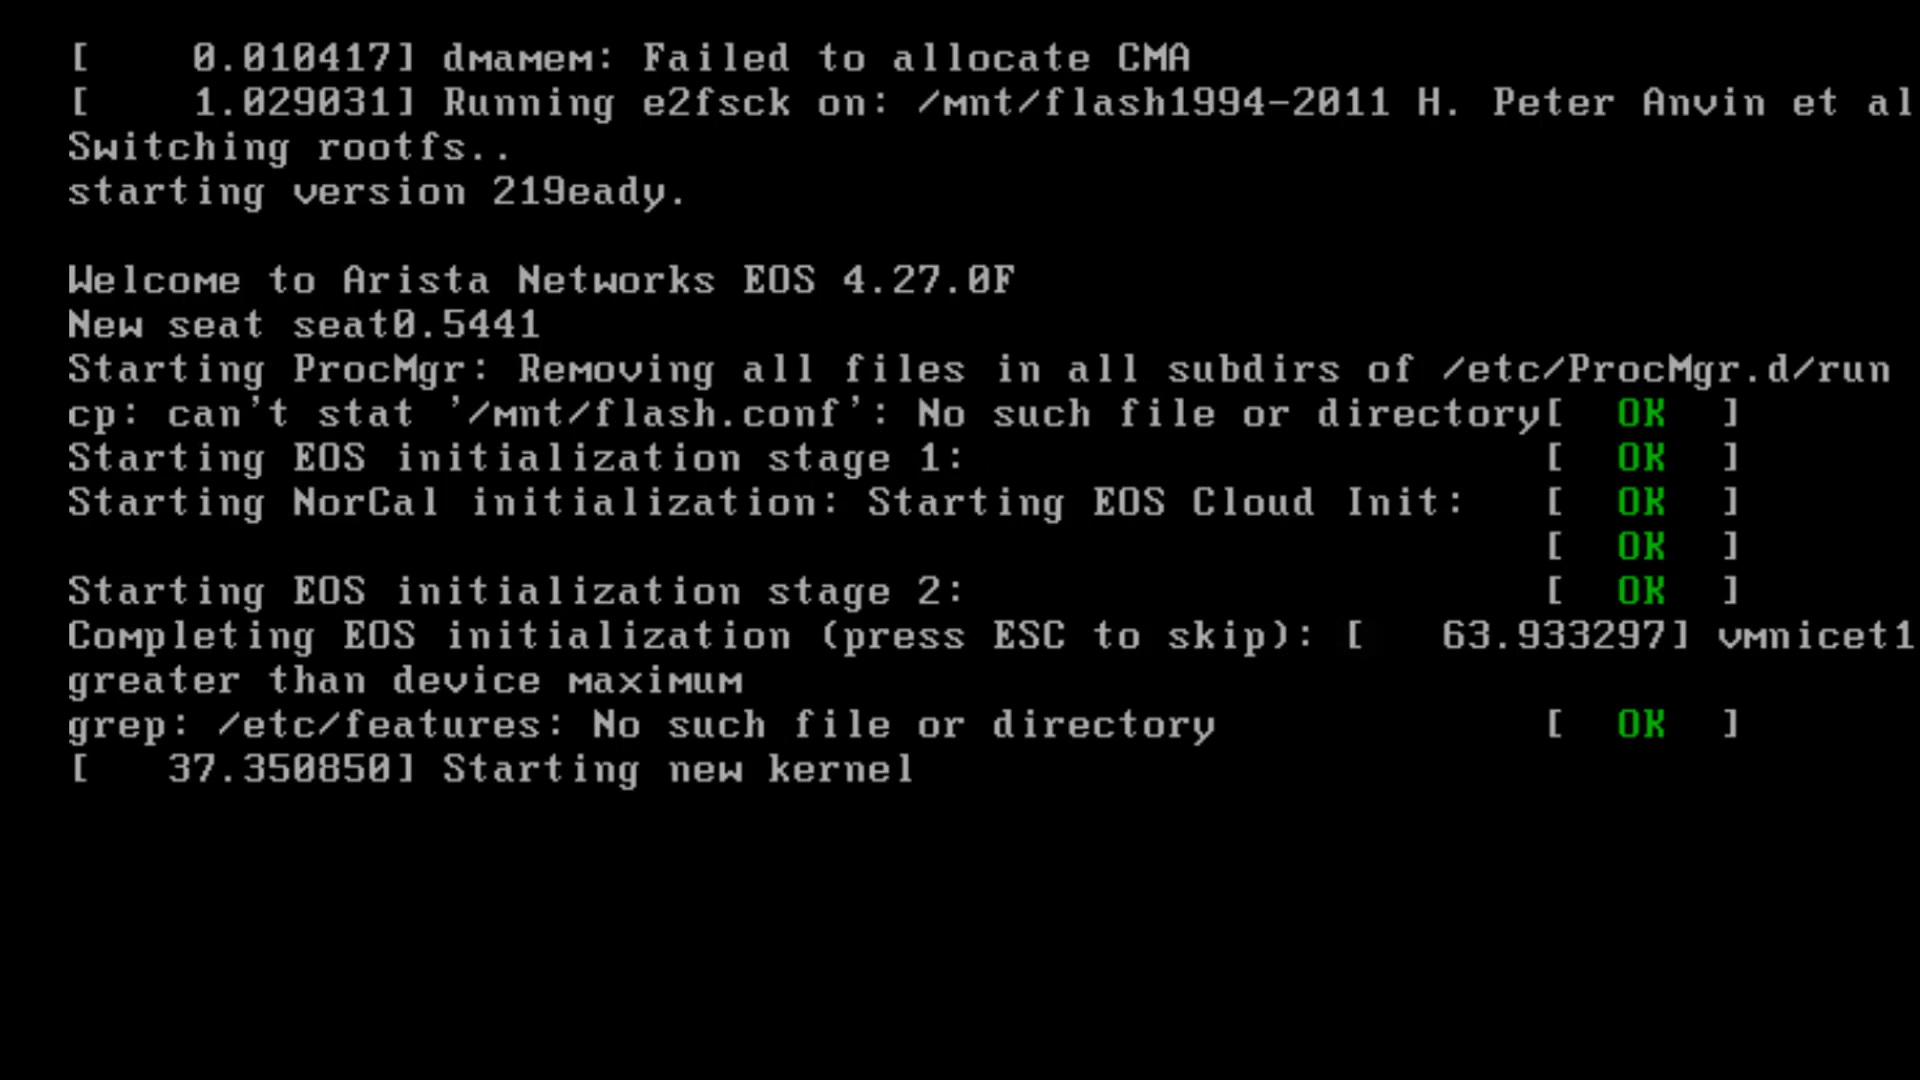 [    0.010417] dmamem: Failed to allocate CMA
[    1.029031] Running e2fsck on: /mnt/flash1994-2011 H. Peter Anvin et al
Switching rootfs..
starting version 219eady.
Welcome to Arista Networks EOS 4.27.0F
New seat seat0.5441
Starting ProcMgr: Removing all files in all subdirs of /etc/ProcMgr.d/run
cp: can't stat '/mnt/flash.conf': No such file or directory[  OK  ]
Starting EOS initialization stage 1:                       [  OK  ]
Starting NorCal initialization: Starting EOS Cloud Init:   [  OK  ]
                                                           [  OK  ]
Starting EOS initialization stage 2:                       [  OK  ]
Completing EOS initialization (press ESC to skip): [   63.933297] vmnicet1
greater than device maximum
grep: /etc/features: No such file or directory             [  OK  ]
[   37.350850] Starting new kernel